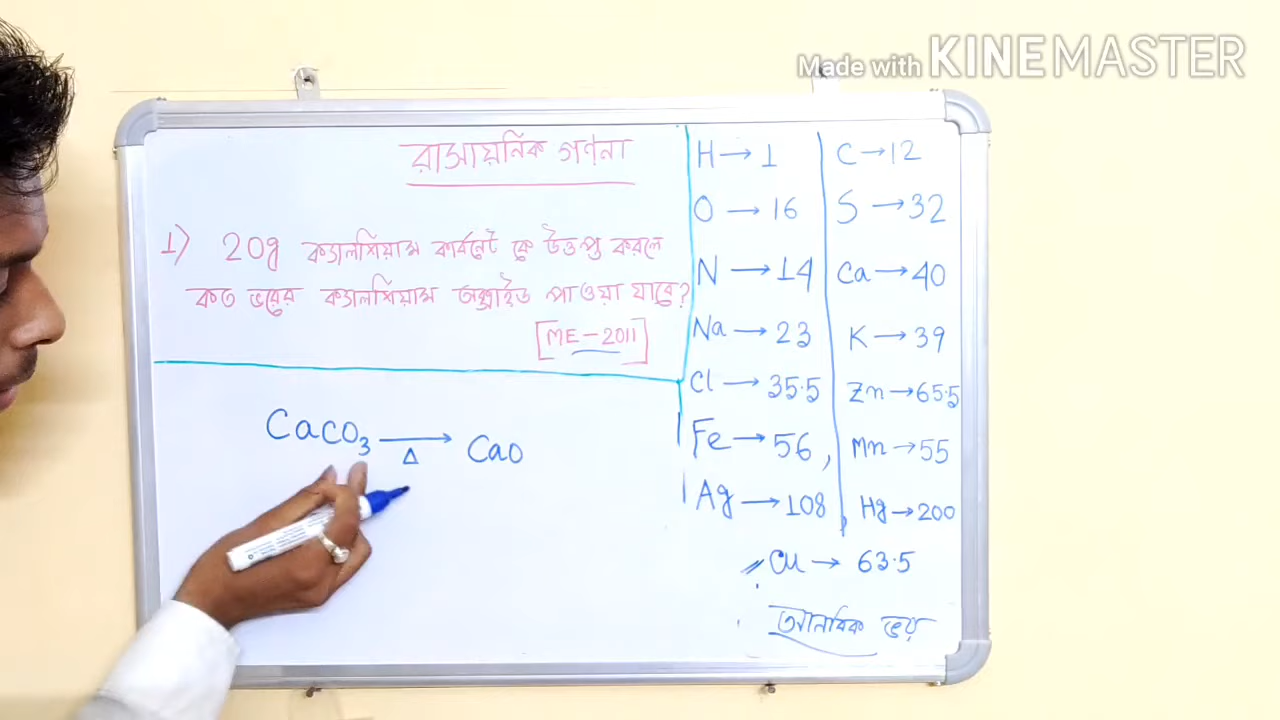 Made with KINEMASTER
রাসায়নিক গণনা
1) 20g ক্যালশিয়াম কার্বনেট কে উত্তপ্ত করলে
কত ভরের ক্যালশিয়াম অক্সাইড পাওয়া যাবে?
[ME - 2011]
CaCO3 → CaO
Δ
H → 1
O → 16
N → 14
Na → 23
Cl → 35.5
Fe → 56,
Ag → 108
C → 12
S → 32
Ca → 40
K → 39
Zn → 65.5
Mn → 55
Hg → 200
Cu → 63.5
আনবিক ভর